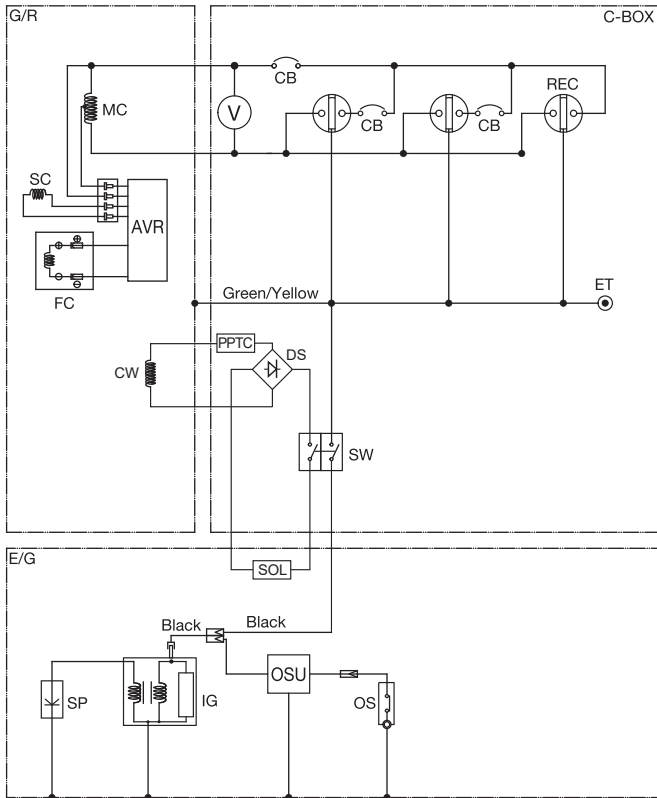 G/R
C-BOX
CB
REC
MC
V
CB
CB
SC
AVR
FC
Green/Yellow
ET
PPTC
DS
CW
SW
E/G
SOL
Black
Black
OSU
SP
IG
OS